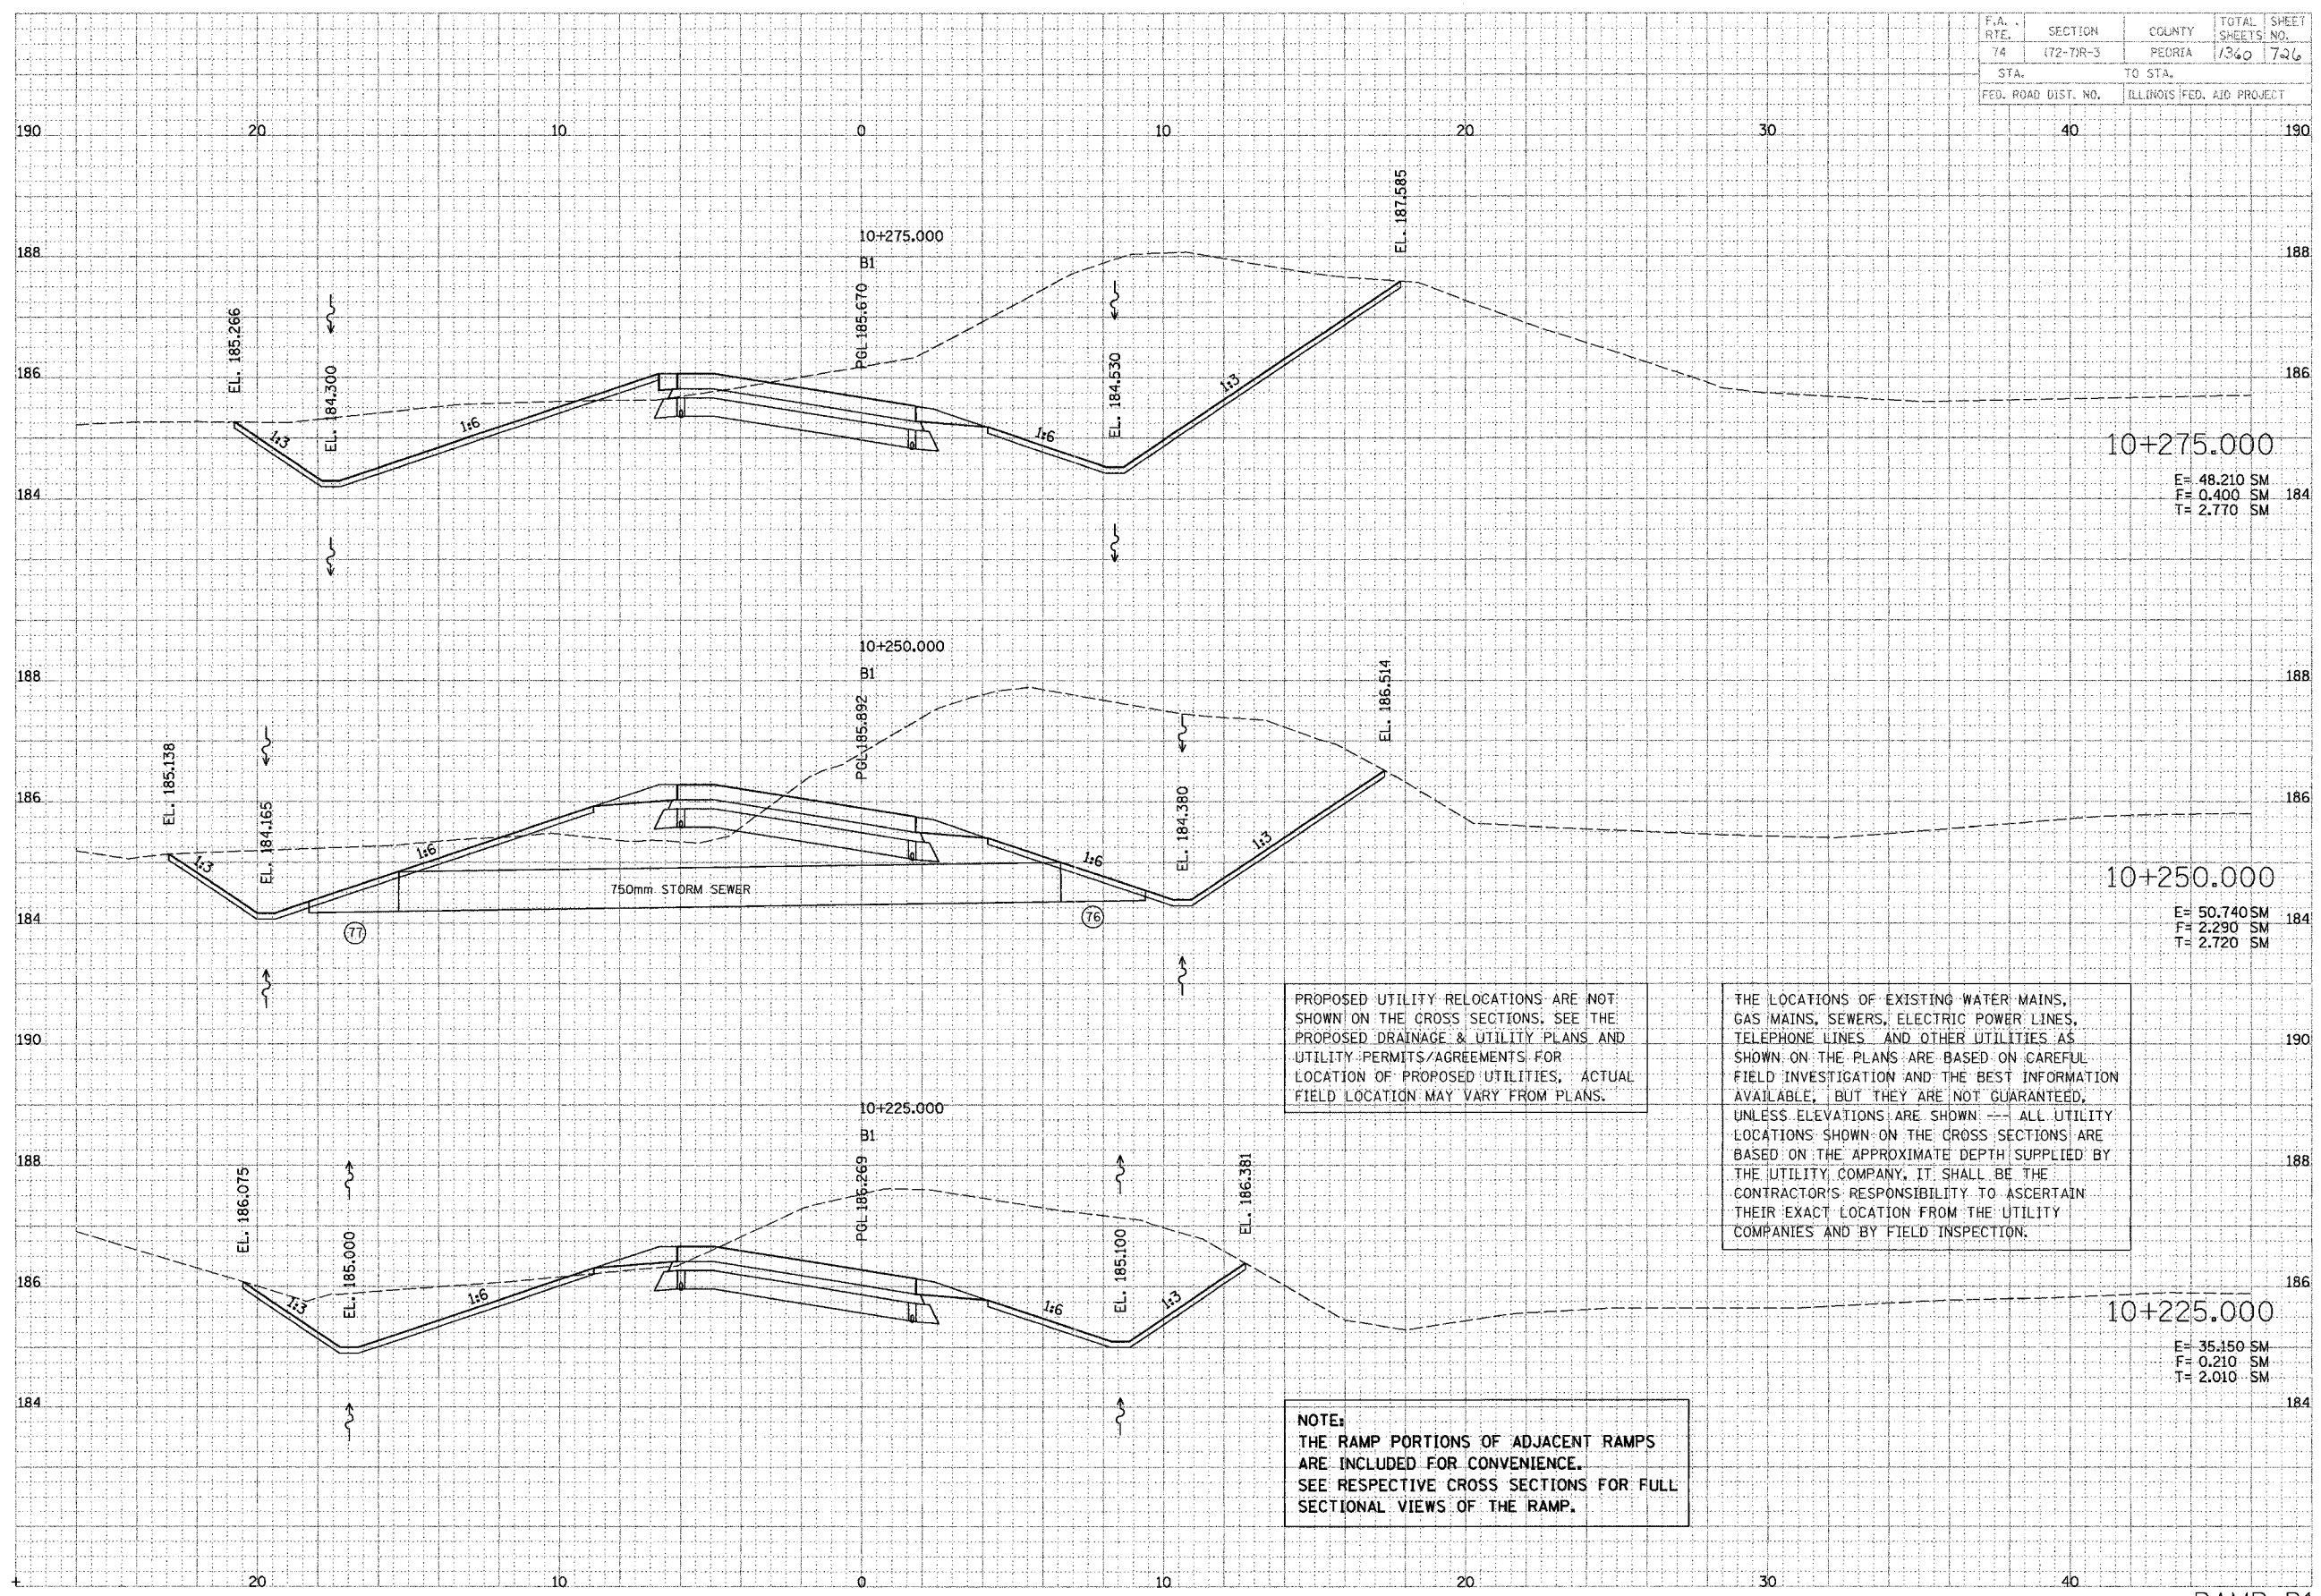 F.A. . RTE. SECTION COUNTY TOTAL SHEETS SHEET NO.
74 (72-7)R-3 PEORIA 1360 726
STA. TO STA.
FED. ROAD DIST. NO. ILLINOIS FED. AID PROJECT
190 20 10 0 10 20 30 40 190
EL. 187.585
10+275.000
188 B1 188
PGL 185.670
EL. 185.266
EL. 184.300
EL. 184.530
186 186
1:3
1:6
1:6
1:3
10+275.000
E= 48.210 SM
184 F= 0.400 SM 184
T= 2.770 SM
10+250.000
188 B1 188
EL. 186.514
PGL 185.892
EL. 185.138
EL. 184.165
EL. 184.380
186 186
1:3
1:6
1:6
1:3
750mm STORM SEWER
10+250.000
77
76
E= 50.740 SM
184 F= 2.290 SM 184
T= 2.720 SM
PROPOSED UTILITY RELOCATIONS ARE NOT
SHOWN ON THE CROSS SECTIONS. SEE THE
PROPOSED DRAINAGE & UTILITY PLANS AND
UTILITY PERMITS/AGREEMENTS FOR
LOCATION OF PROPOSED UTILITIES, ACTUAL
FIELD LOCATION MAY VARY FROM PLANS.
THE LOCATIONS OF EXISTING WATER MAINS,
GAS MAINS, SEWERS, ELECTRIC POWER LINES,
TELEPHONE LINES AND OTHER UTILITIES AS
SHOWN ON THE PLANS ARE BASED ON CAREFUL
FIELD INVESTIGATION AND THE BEST INFORMATION
AVAILABLE, BUT THEY ARE NOT GUARANTEED.
UNLESS ELEVATIONS ARE SHOWN --- ALL UTILITY
LOCATIONS SHOWN ON THE CROSS SECTIONS ARE
BASED ON THE APPROXIMATE DEPTH SUPPLIED BY
THE UTILITY COMPANY. IT SHALL BE THE
CONTRACTOR'S RESPONSIBILITY TO ASCERTAIN
THEIR EXACT LOCATION FROM THE UTILITY
COMPANIES AND BY FIELD INSPECTION.
190 190
10+225.000
B1
188 188
PGL 186.269
EL. 186.075
EL. 185.000
EL. 185.100
EL. 186.381
186 186
1:3
1:6
1:6
1:3
10+225.000
E= 35.150 SM
F= 0.210 SM
T= 2.010 SM
184 184
NOTE:
THE RAMP PORTIONS OF ADJACENT RAMPS
ARE INCLUDED FOR CONVENIENCE.
SEE RESPECTIVE CROSS SECTIONS FOR FULL
SECTIONAL VIEWS OF THE RAMP.
20 10 0 10 20 30 40